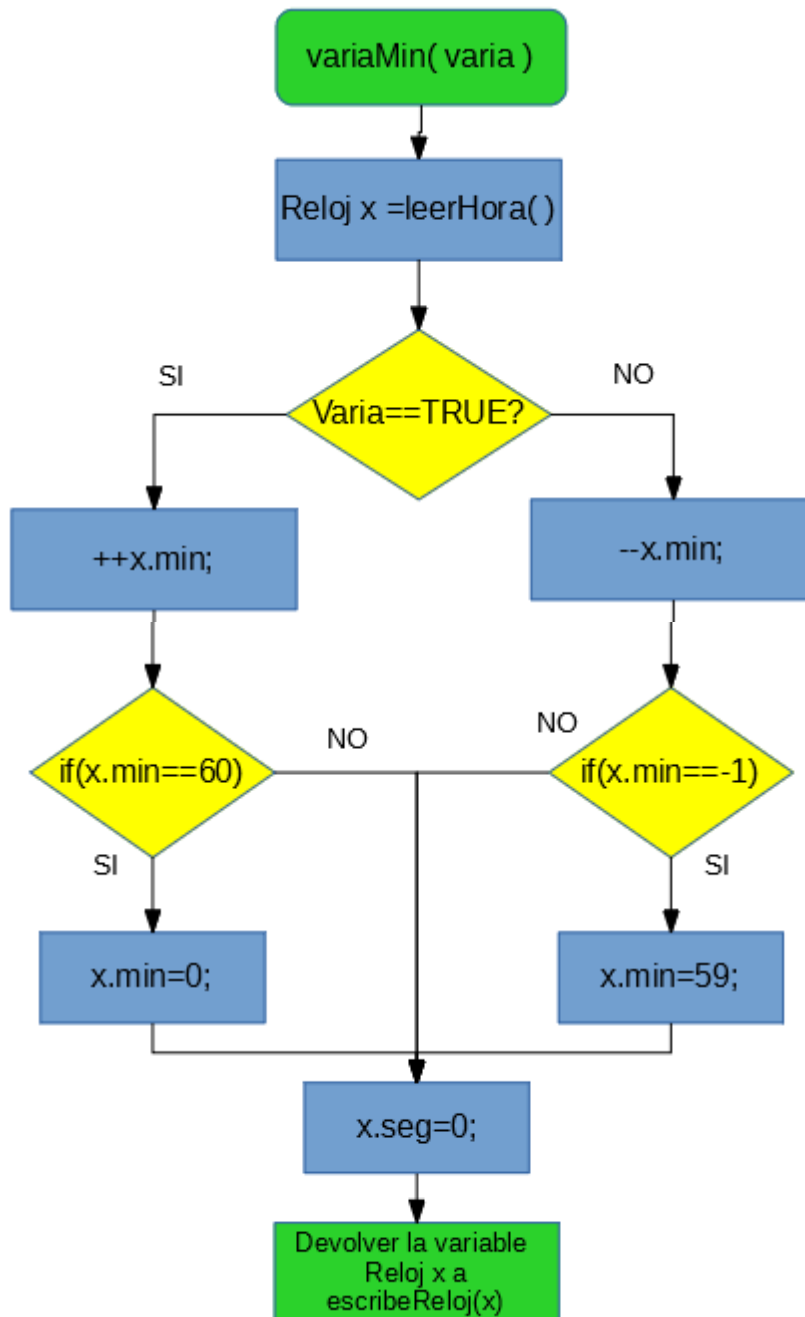 variaMin( varia )
Reloj x =leerHora( )
SI
NO
Varia==TRUE?
++x.min;
--x.min;
NO
NO
if(x.min==60)
if(x.min==-1)
SI
SI
x.min=0;
x.min=59;
x.seg=0;
Devolver la variable
Reloj x a
escribeReloj(x)